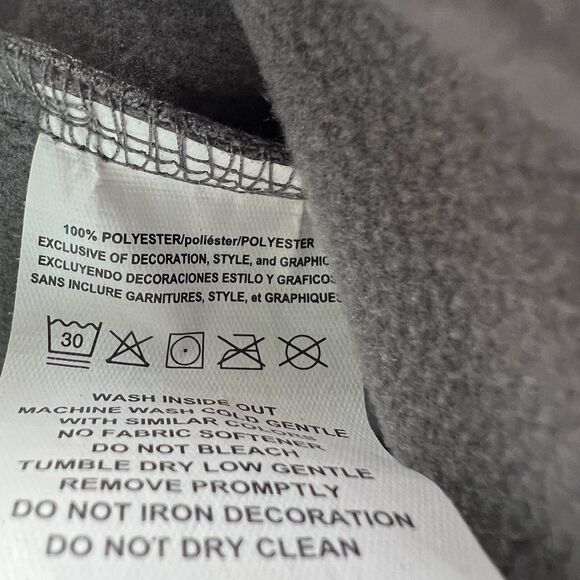 100% POLYESTER/poliéster/POLYESTER
EXCLUSIVE OF DECORATION, STYLE, and GRAPHIC
EXCLUYENDO DECORACIONES ESTILO Y GRAFICOS
SANS INCLURE GARNITURES, STYLE, et GRAPHIQUES
30
WASH INSIDE OUT
MACHINE WASH COLD GENTLE
WITH SIMILAR COLORS
NO FABRIC SOFTENER
DO NOT BLEACH
TUMBLE DRY LOW GENTLE
REMOVE PROMPTLY
DO NOT IRON DECORATION
DO NOT DRY CLEAN